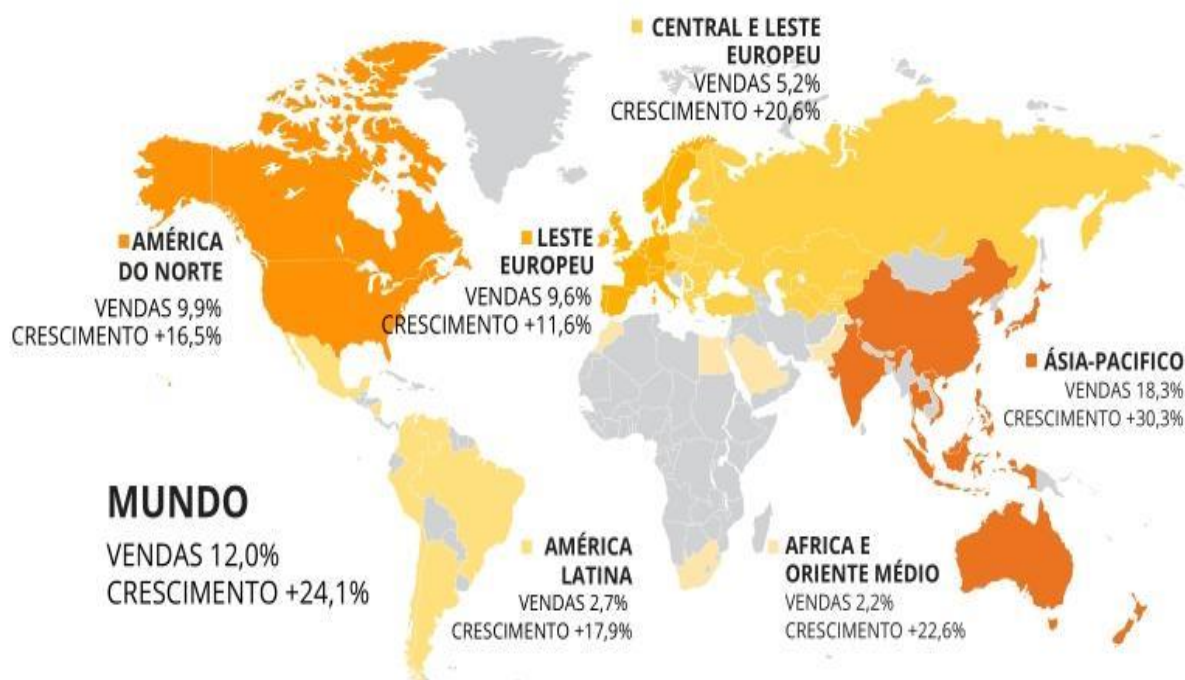 CENTRAL E LESTE
EUROPEU
VENDAS 5,2%
CRESCIMENTO +20,6%
AMÉRICA
DO NORTE
VENDAS 9,9%
CRESCIMENTO +16,5%
LESTE
EUROPEU
VENDAS 9,6%
CRESCIMENTO +11,6%
ÁSIA-PACIFICO
VENDAS 18,3%
CRESCIMENTO +30,3%
MUNDO
VENDAS 12,0%
CRESCIMENTO +24,1%
AMÉRICA
LATINA
VENDAS 2,7%
CRESCIMENTO +17,9%
AFRICA E
ORIENTE MÉDIO
VENDAS 2,2%
CRESCIMENTO +22,6%